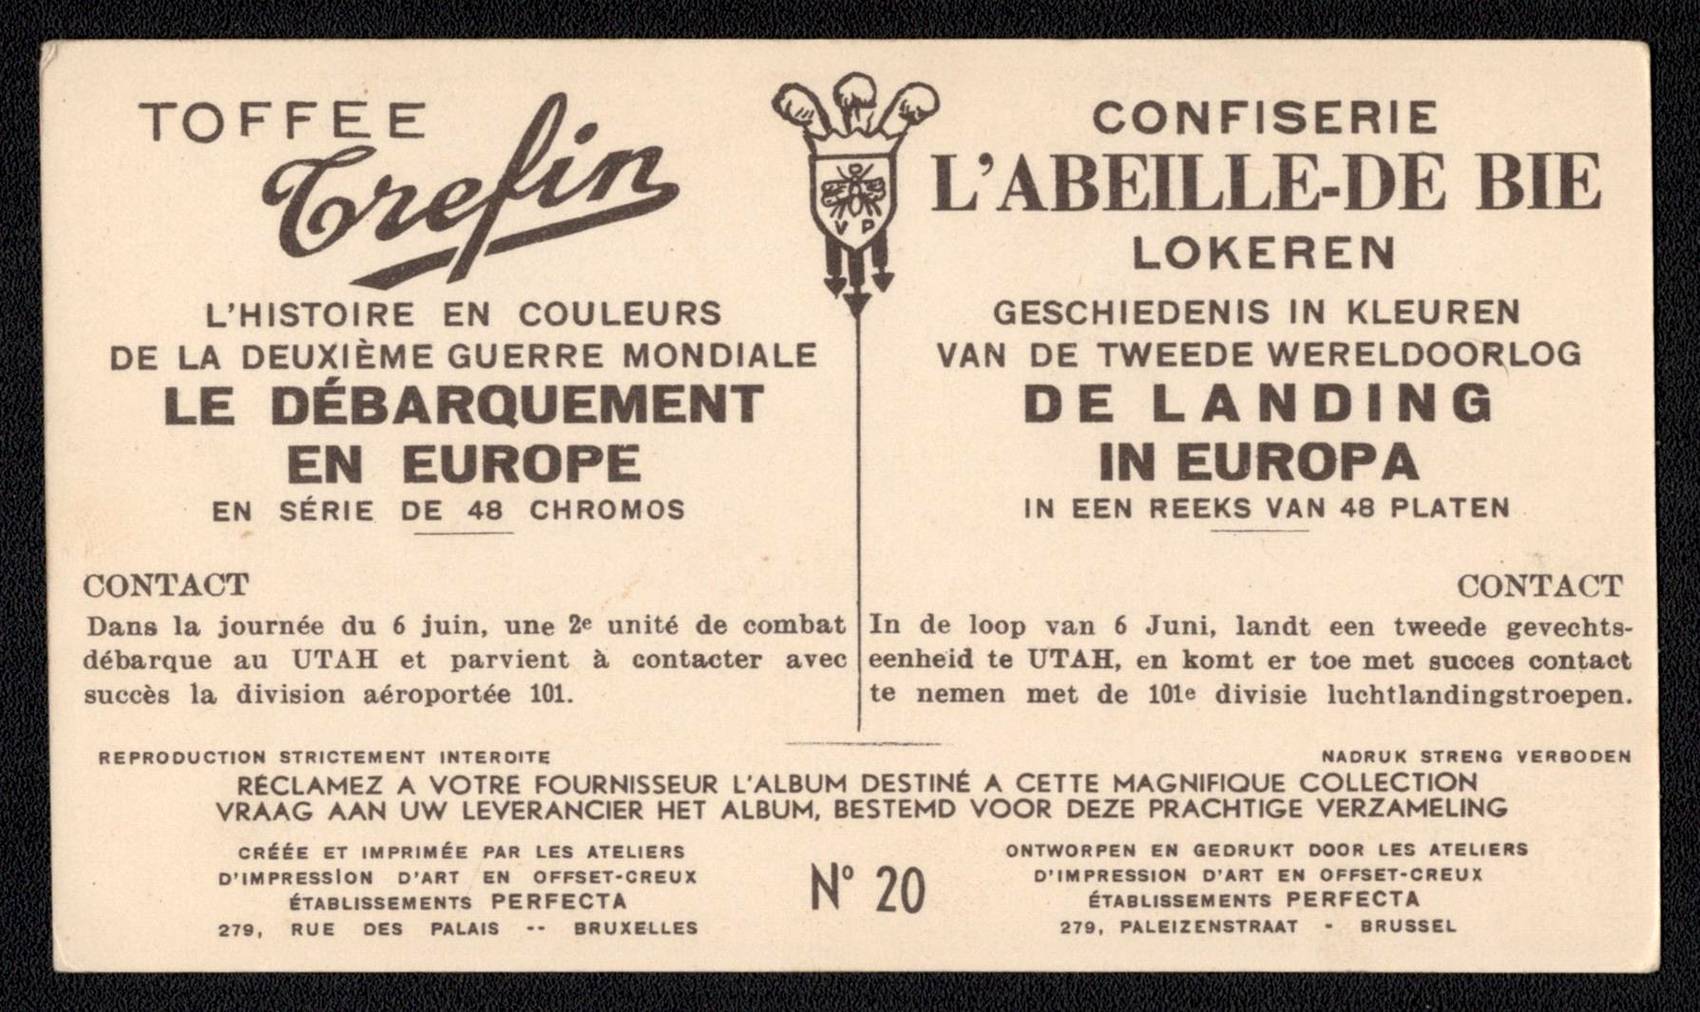 TOFFEE
Trefin
L'HISTOIRE EN COULEURS
DE LA DEUXIÈME GUERRE MONDIALE
LE DÉBARQUEMENT
EN EUROPE
EN SÉRIE DE 48 CHROMOS
CONTACT
Dans la journée du 6 juin, une 2e unité de combat
débarque au UTAH et parvient à contacter avec
succès la division aéroportée 101.
V P
CONFISERIE
L'ABEILLE-DE BIE
LOKEREN
GESCHIEDENIS IN KLEUREN
VAN DE TWEEDE WERELDOORLOG
DE LANDING
IN EUROPA
IN EEN REEKS VAN 48 PLATEN
CONTACT
In de loop van 6 Juni, landt een tweede gevechts-
eenheid te UTAH, en komt er toe met succes contact
te nemen met de 101e divisie luchtlandingstroepen.
REPRODUCTION STRICTEMENT INTERDITE
NADRUK STRENG VERBODEN
RÉCLAMEZ A VOTRE FOURNISSEUR L'ALBUM DESTINÉ A CETTE MAGNIFIQUE COLLECTION
VRAAG AAN UW LEVERANCIER HET ALBUM, BESTEMD VOOR DEZE PRACHTIGE VERZAMELING
CRÉÉE ET IMPRIMÉE PAR LES ATELIERS
D'IMPRESSION D'ART EN OFFSET-CREUX
ÉTABLISSEMENTS PERFECTA
279, RUE DES PALAIS -- BRUXELLES
Nº 20
ONTWORPEN EN GEDRUKT DOOR LES ATELIERS
D'IMPRESSION D'ART EN OFFSET-CREUX
ÉTABLISSEMENTS PERFECTA
279, PALEIZENSTRAAT - BRUSSEL